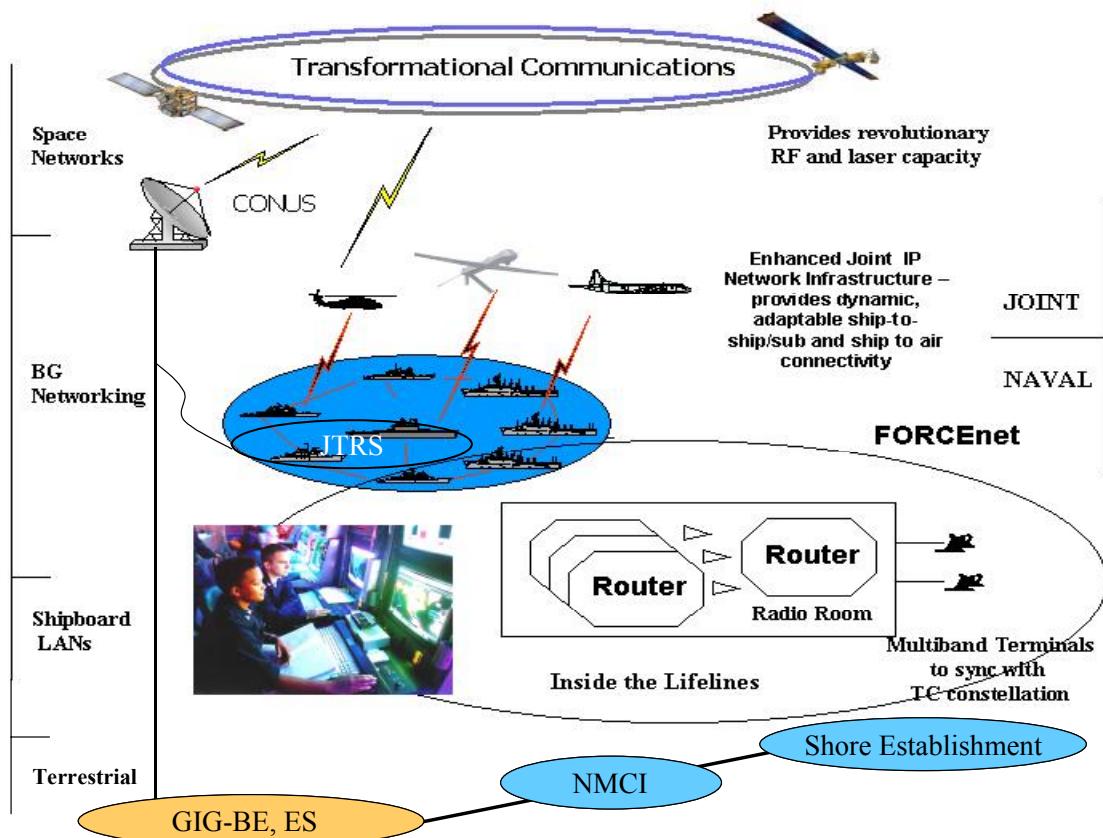 Transformational Communications
Space
Networks
Provides revolutionary
RF and laser capacity
CONUS
Enhanced Joint IP
Network Infrastructure –
provides dynamic,
adaptable ship-to-
ship/sub and ship to air
connectivity
JOINT
NAVAL
BG
Networking
JTRS
FORCEnet
Router
Router
Radio Room
Shipboard
LANs
Inside the Lifelines
Multiband Terminals
to sync with
TC constellation
Shore Establishment
Terrestrial
NMCI
GIG-BE, ES